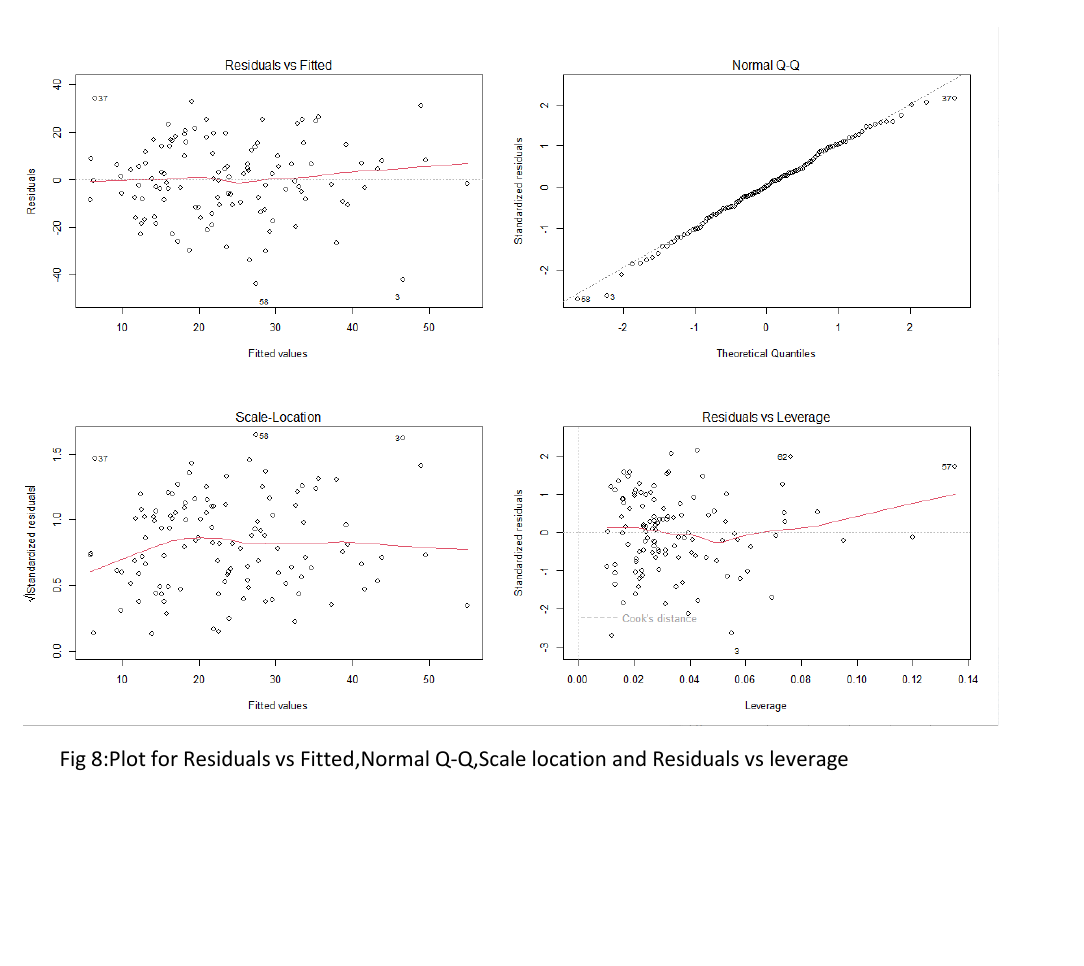 Residuals vs Fitted
Residuals
40
20
0
-20
-40
37
58
3
10 20 30 40 50
Fitted values
Normal Q-Q
Standardized residuals
2
1
0
-1
-2
37
58
3
-2 -1 0 1 2
Theoretical Quantiles
Scale-Location
√|Standardized residuals|
1.5
1.0
0.5
0.0
37
58
3
10 20 30 40 50
Fitted values
Residuals vs Leverage
Standardized residuals
2
1
0
-1
-2
-3
62
57
Cook's distance
3
0.00 0.02 0.04 0.06 0.08 0.10 0.12 0.14
Leverage
Fig 8:Plot for Residuals vs Fitted,Normal Q-Q,Scale location and Residuals vs leverage